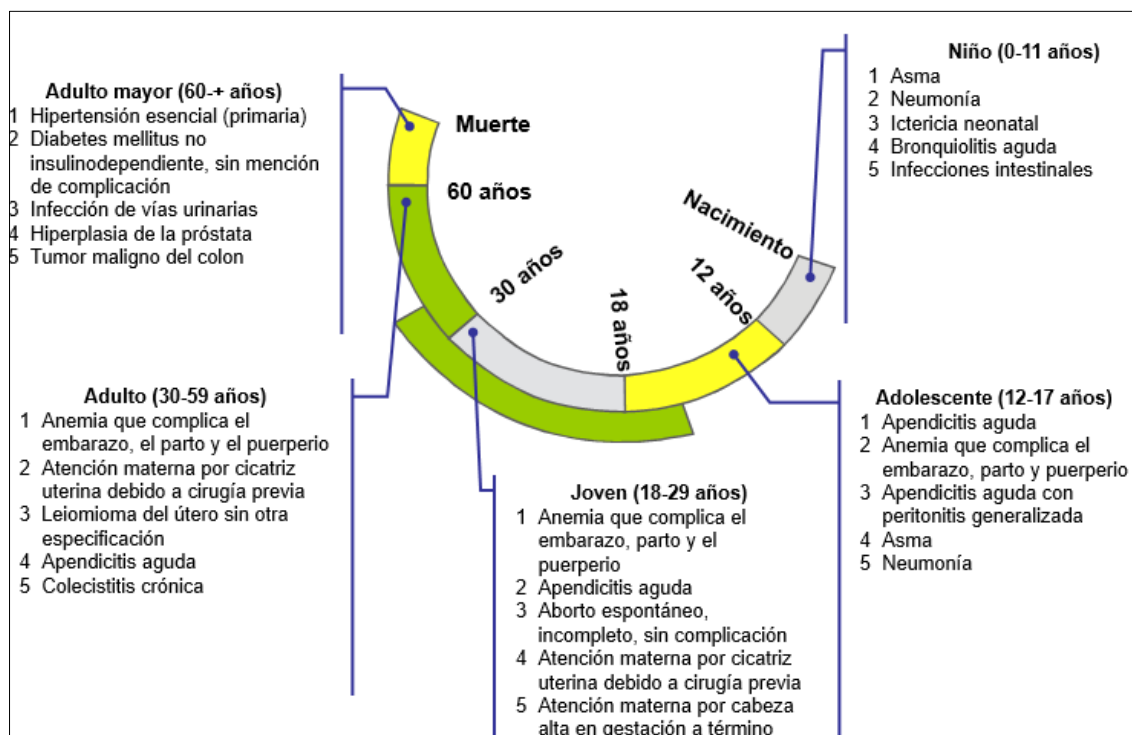 Adulto mayor (60-+ años)
1 Hipertensión esencial (primaria)
2 Diabetes mellitus no
insulinodependiente, sin mención
de complicación
3 Infección de vías urinarias
4 Hiperplasia de la próstata
5 Tumor maligno del colon
Muerte
60 años
30 años
18 años
12 años
Nacimiento
Niño (0-11 años)
1 Asma
2 Neumonía
3 Ictericia neonatal
4 Bronquiolitis aguda
5 Infecciones intestinales
Adulto (30-59 años)
1 Anemia que complica el
embarazo, el parto y el puerperio
2 Atención materna por cicatriz
uterina debido a cirugía previa
3 Leiomioma del útero sin otra
especificación
4 Apendicitis aguda
5 Colecistitis crónica
Joven (18-29 años)
1 Anemia que complica el
embarazo, parto y el
puerperio
2 Apendicitis aguda
3 Aborto espontáneo,
incompleto, sin complicación
4 Atención materna por cicatriz
uterina debido a cirugía previa
5 Atención materna por cabeza
alta en gestación a término
Adolescente (12-17 años)
1 Apendicitis aguda
2 Anemia que complica el
embarazo, parto y puerperio
3 Apendicitis aguda con
peritonitis generalizada
4 Asma
5 Neumonía